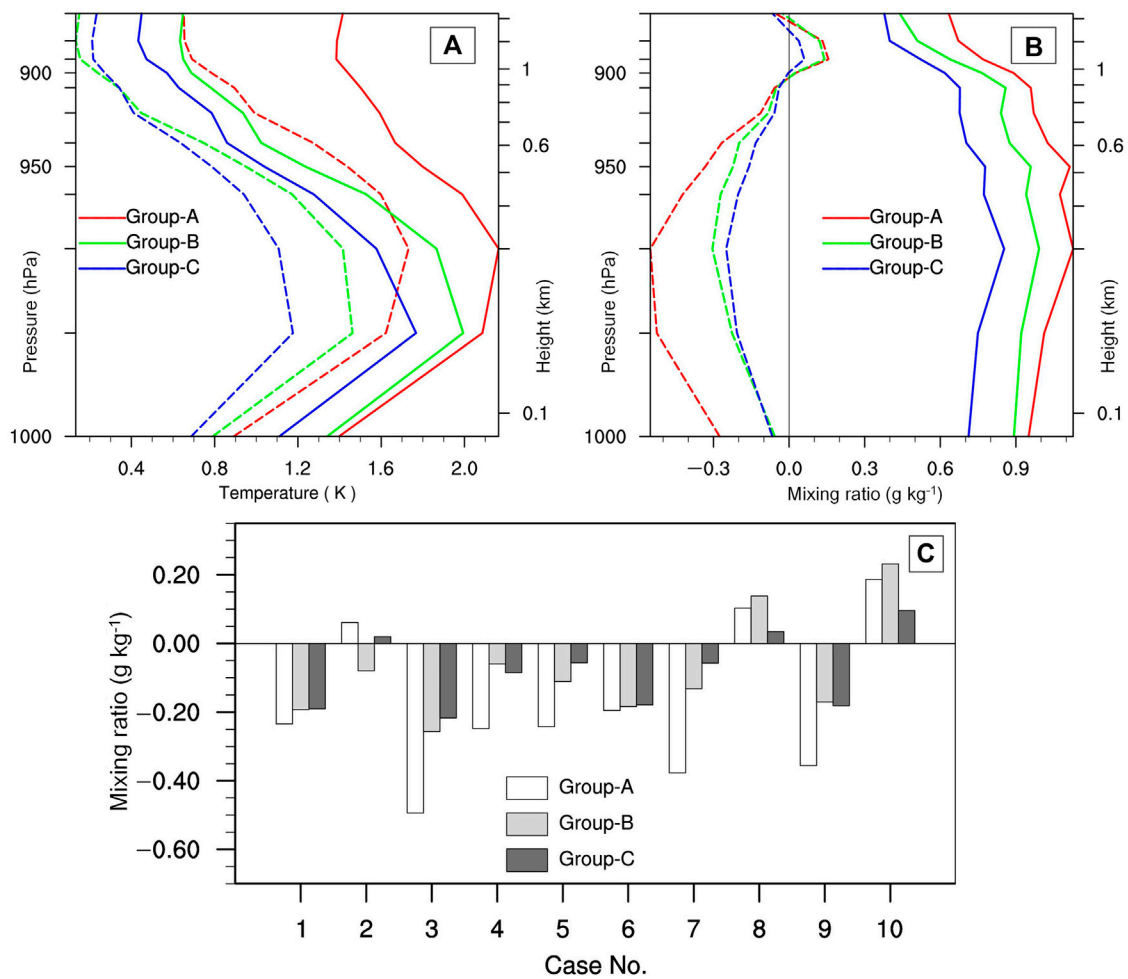 A
900
950
1000
Pressure (hPa)
1
0.6
0.1
Height (km)
Group-A
Group-B
Group-C
0.4 0.8 1.2 1.6 2.0
Temperature ( K )
B
900
950
1000
Pressure (hPa)
1
0.6
0.1
Height (km)
Group-A
Group-B
Group-C
−0.3 0.0 0.3 0.6 0.9
Mixing ratio (g kg-1)
C
0.20
0.00
−0.20
−0.40
−0.60
Mixing ratio (g kg-1)
Group-A
Group-B
Group-C
1 2 3 4 5 6 7 8 9 10
Case No.